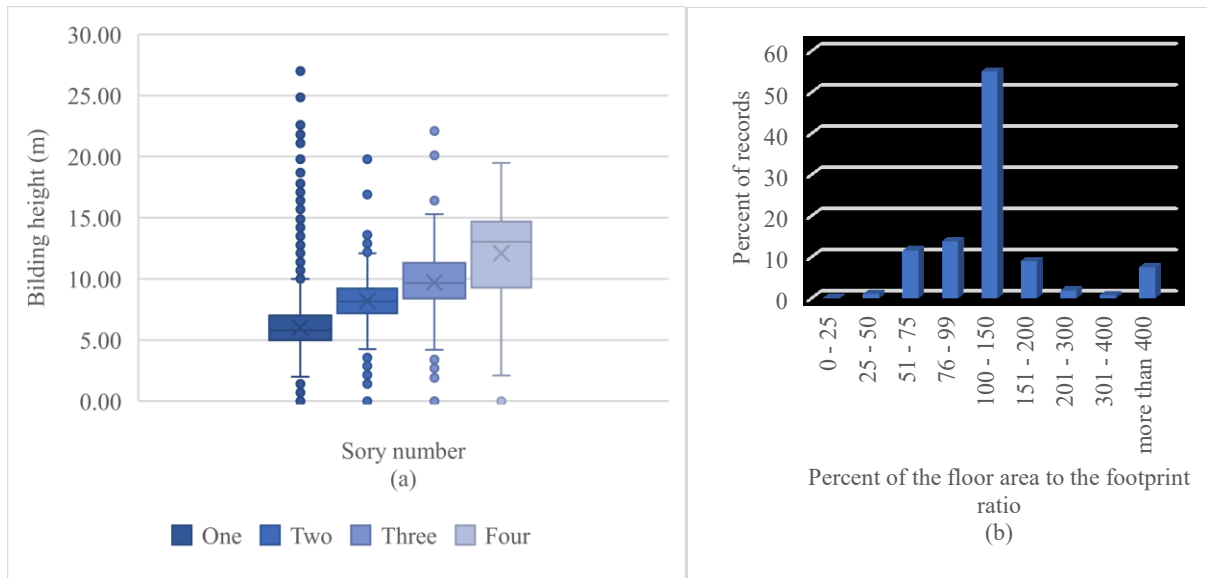 30.00
25.00
20.00
15.00
10.00
5.00
0.00
Bilding height (m)
Sory number
(a)
One Two Three Four
60
50
40
30
20
10
0
Percent of records
0 - 25
25 - 50
51 - 75
76 - 99
100 - 150
151 - 200
201 - 300
301 - 400
more than 400
Percent of the floor area to the footprint
ratio
(b)